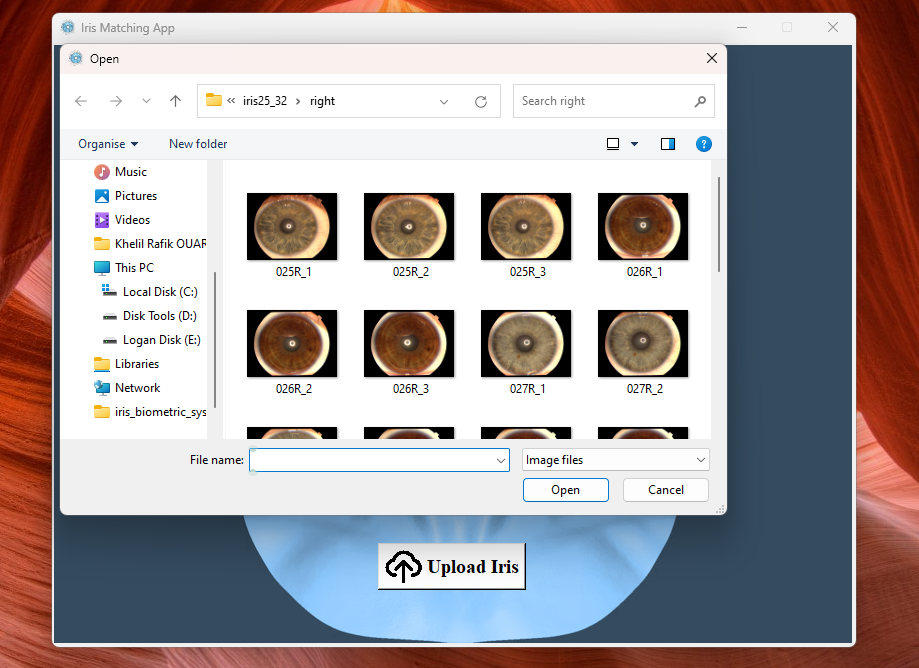 Iris Matching App
Open
« iris25_32 › right
Search right
Organise
New folder
?
Music
Pictures
Videos
Khelil Rafik OUAR
This PC
Local Disk (C:)
Disk Tools (D:)
Logan Disk (E:)
Libraries
Network
iris_biometric_sys
025R_1
025R_2
025R_3
026R_1
026R_2
026R_3
027R_1
027R_2
File name:
Image files
Open
Cancel
Upload Iris